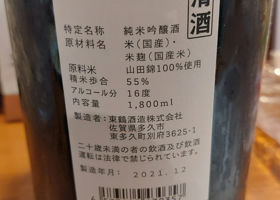 清酒
特定名称 純米吟醸酒
原材料名 米(国産)・
米麹(国産米)
原料米 山田錦100%使用
精米歩合 55%
アルコール分 16度
内容量 1,800ml
製造者：東鶴酒造株式会社
佐賀県多久市
東多久町別府3625-1
二十歳未満の者の飲酒及び飲酒
運転は法律で禁じられています。
製造年月 2021.12